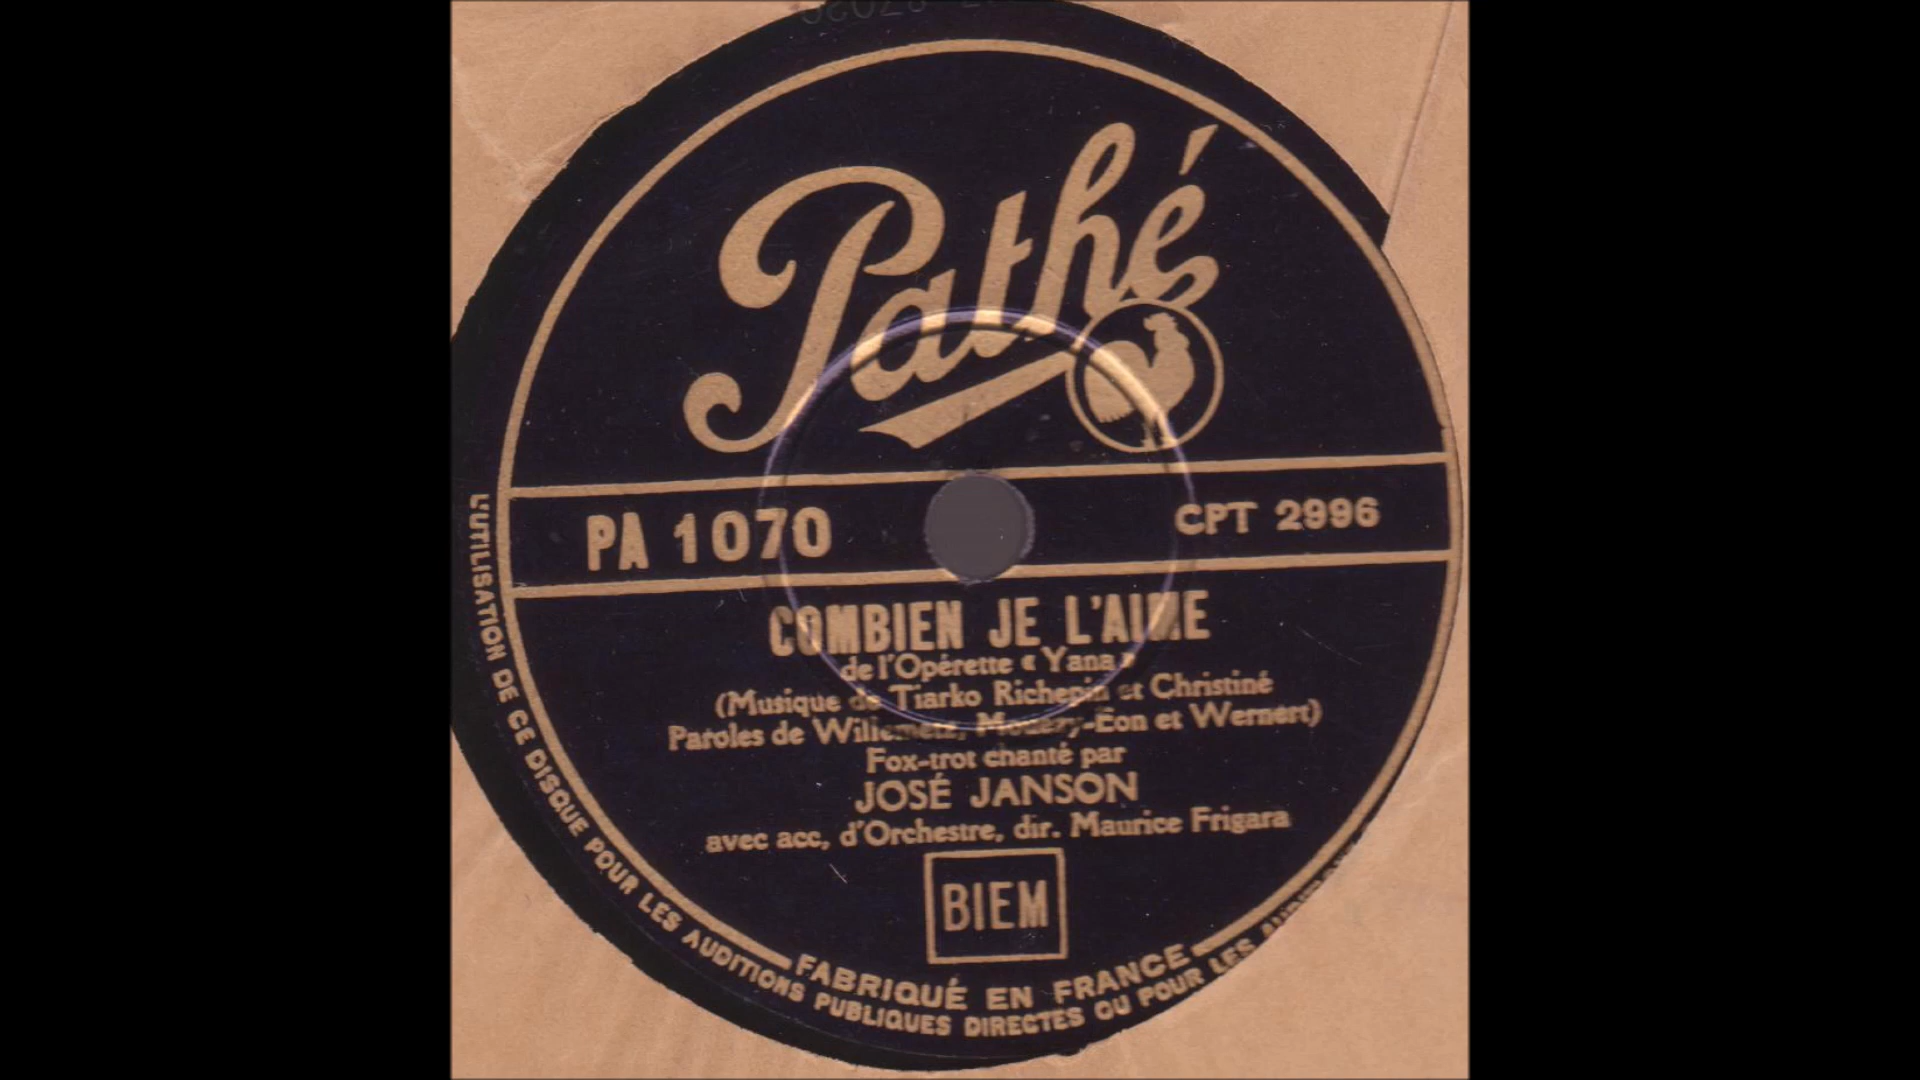 Pathé
PA 1070
CPT 2996
COMBIEN JE L'AIME
de l'Opérette « Yana »
(Musique de Tiarko Richepin et Christiné
Paroles de Willemetz, Mouëzy-Eon et Wernert)
Fox-trot chanté par
JOSÉ JANSON
avec acc, d'Orchestre, dir. Maurice Frigara
BIEM
FABRIQUÉ EN FRANCE
L'UTILISATION DE CE DISQUE POUR LES AUDITIONS PUBLIQUES DIRECTES OU POUR LES